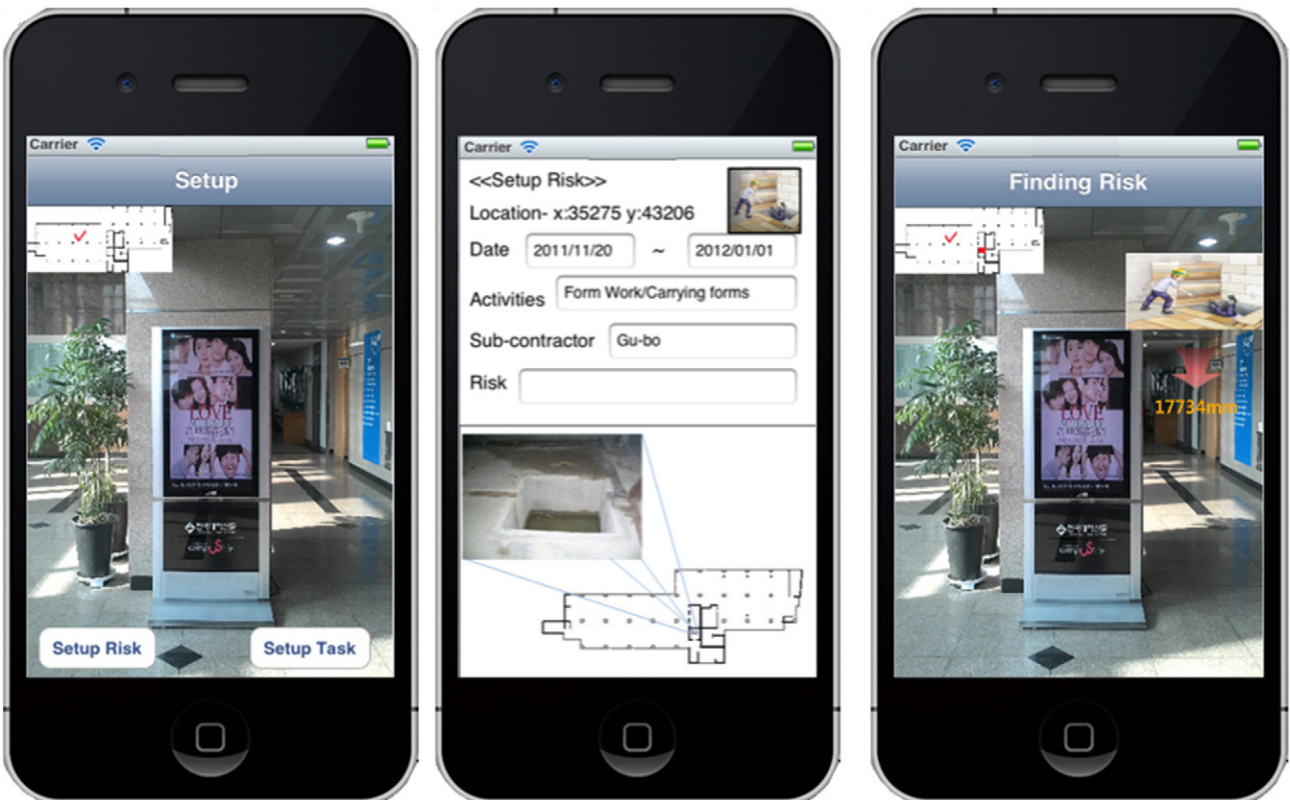 Carrier
Setup
LOVE
Setup Risk
Setup Task
Carrier
<<Setup Risk>>
Location- x:35275 y:43206
Date 2011/11/20 ~ 2012/01/01
Activities Form Work/Carrying forms
Sub-contractor Gu-bo
Risk
Carrier
Finding Risk
17734mm
LOVE